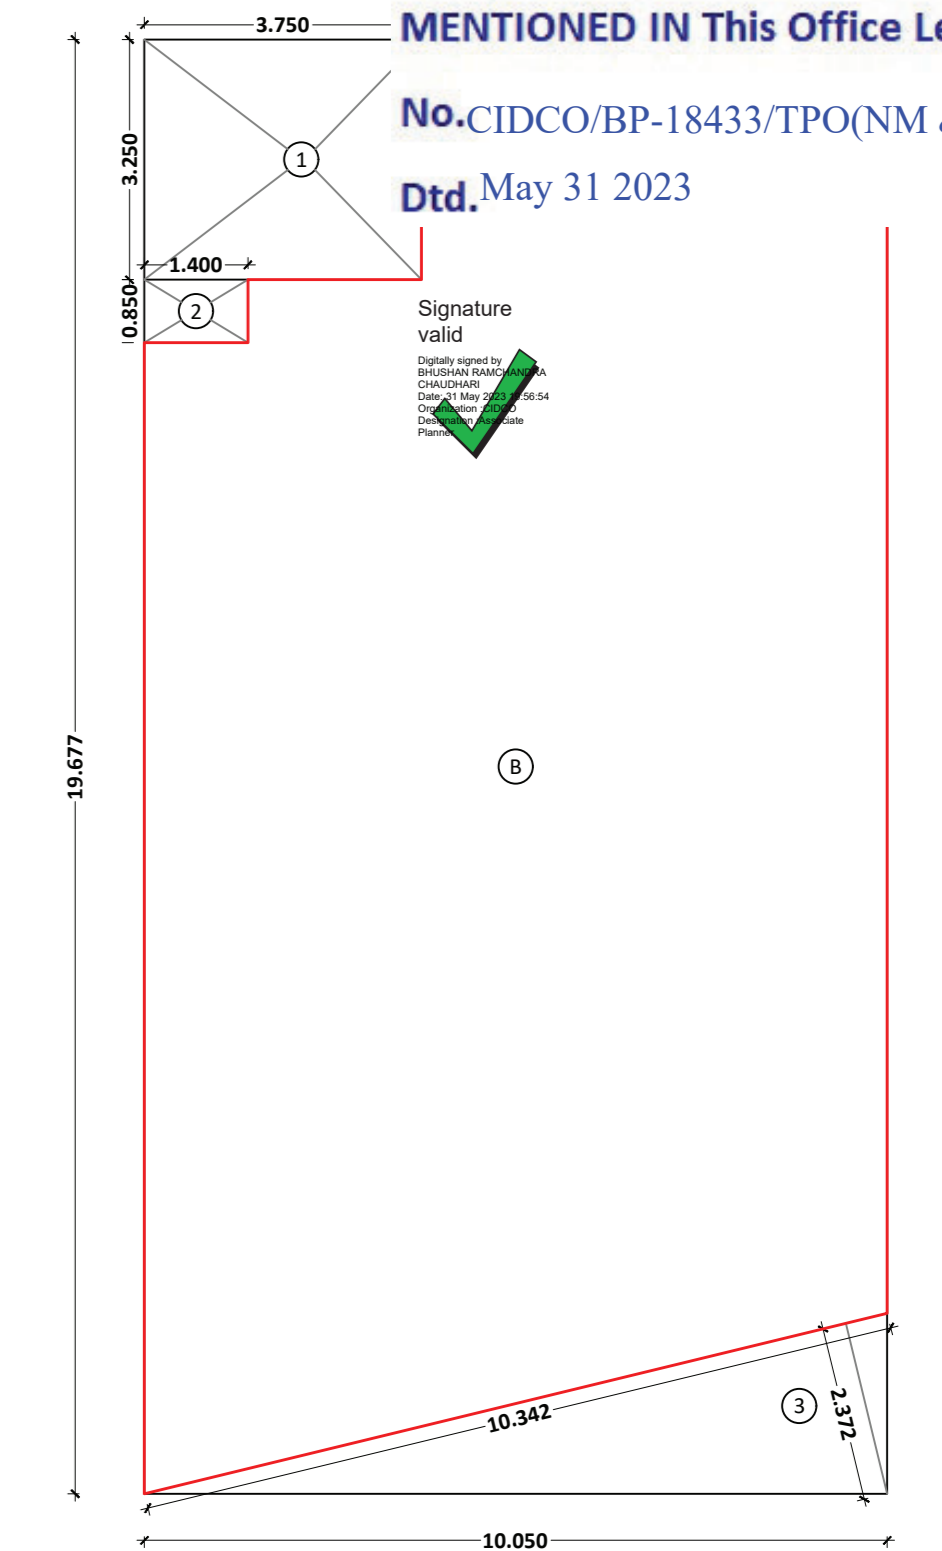 3.750
MENTIONED IN This Office Le
No. CIDCO/BP-18433/TPO(NM &
Dtd. May 31 2023
3.250
1
1.400
0.850
2
Signature
valid
Digitally signed by
BHUSHAN RAMCHANDRA
CHAUDHARI
Date: 31 May 2023 :56:54
Organization :CIDCO
Designation :Associate
Planner
19.677
B
3
2.372
10.342
10.050